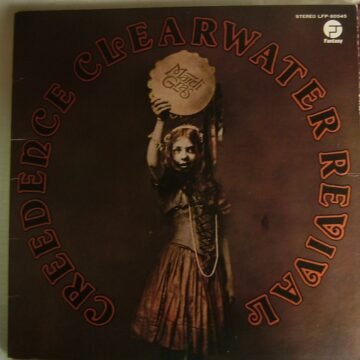 STEREO LFP-80545
Fantasy
CREEDENCE CLEARWATER REVIVAL
Mardi
Gras